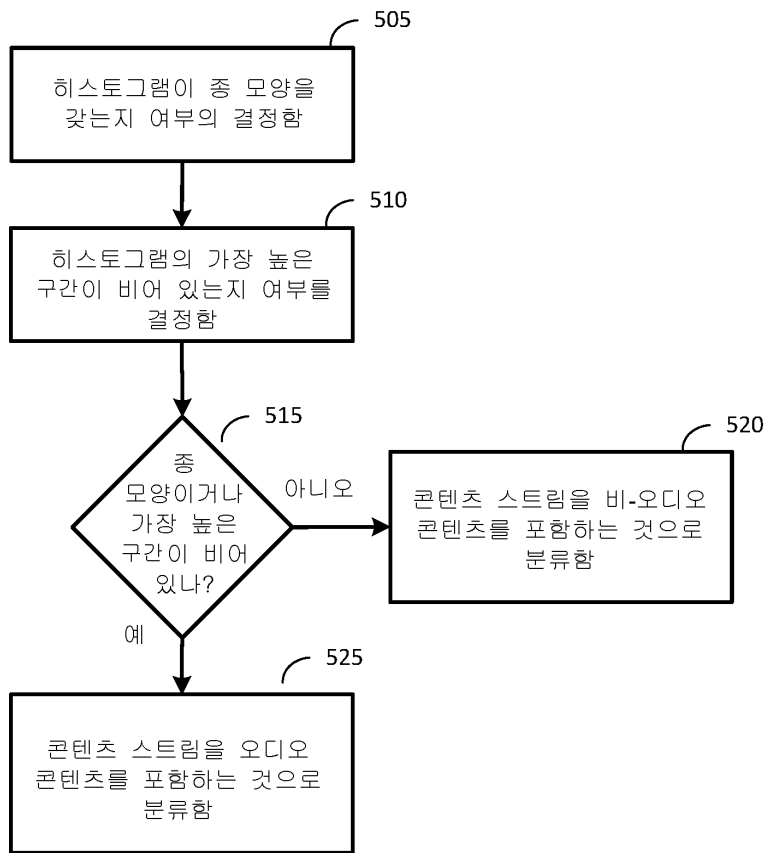 505
히스토그램이 종 모양을
갖는지 여부의 결정함
510
히스토그램의 가장 높은
구간이 비어 있는지 여부를
결정함
515
종
모양이거나
가장 높은
구간이 비어
있나?
아니오
520
콘텐츠 스트림을 비-오디오
콘텐츠를 포함하는 것으로
분류함
예
525
콘텐츠 스트림을 오디오
콘텐츠를 포함하는 것으로
분류함